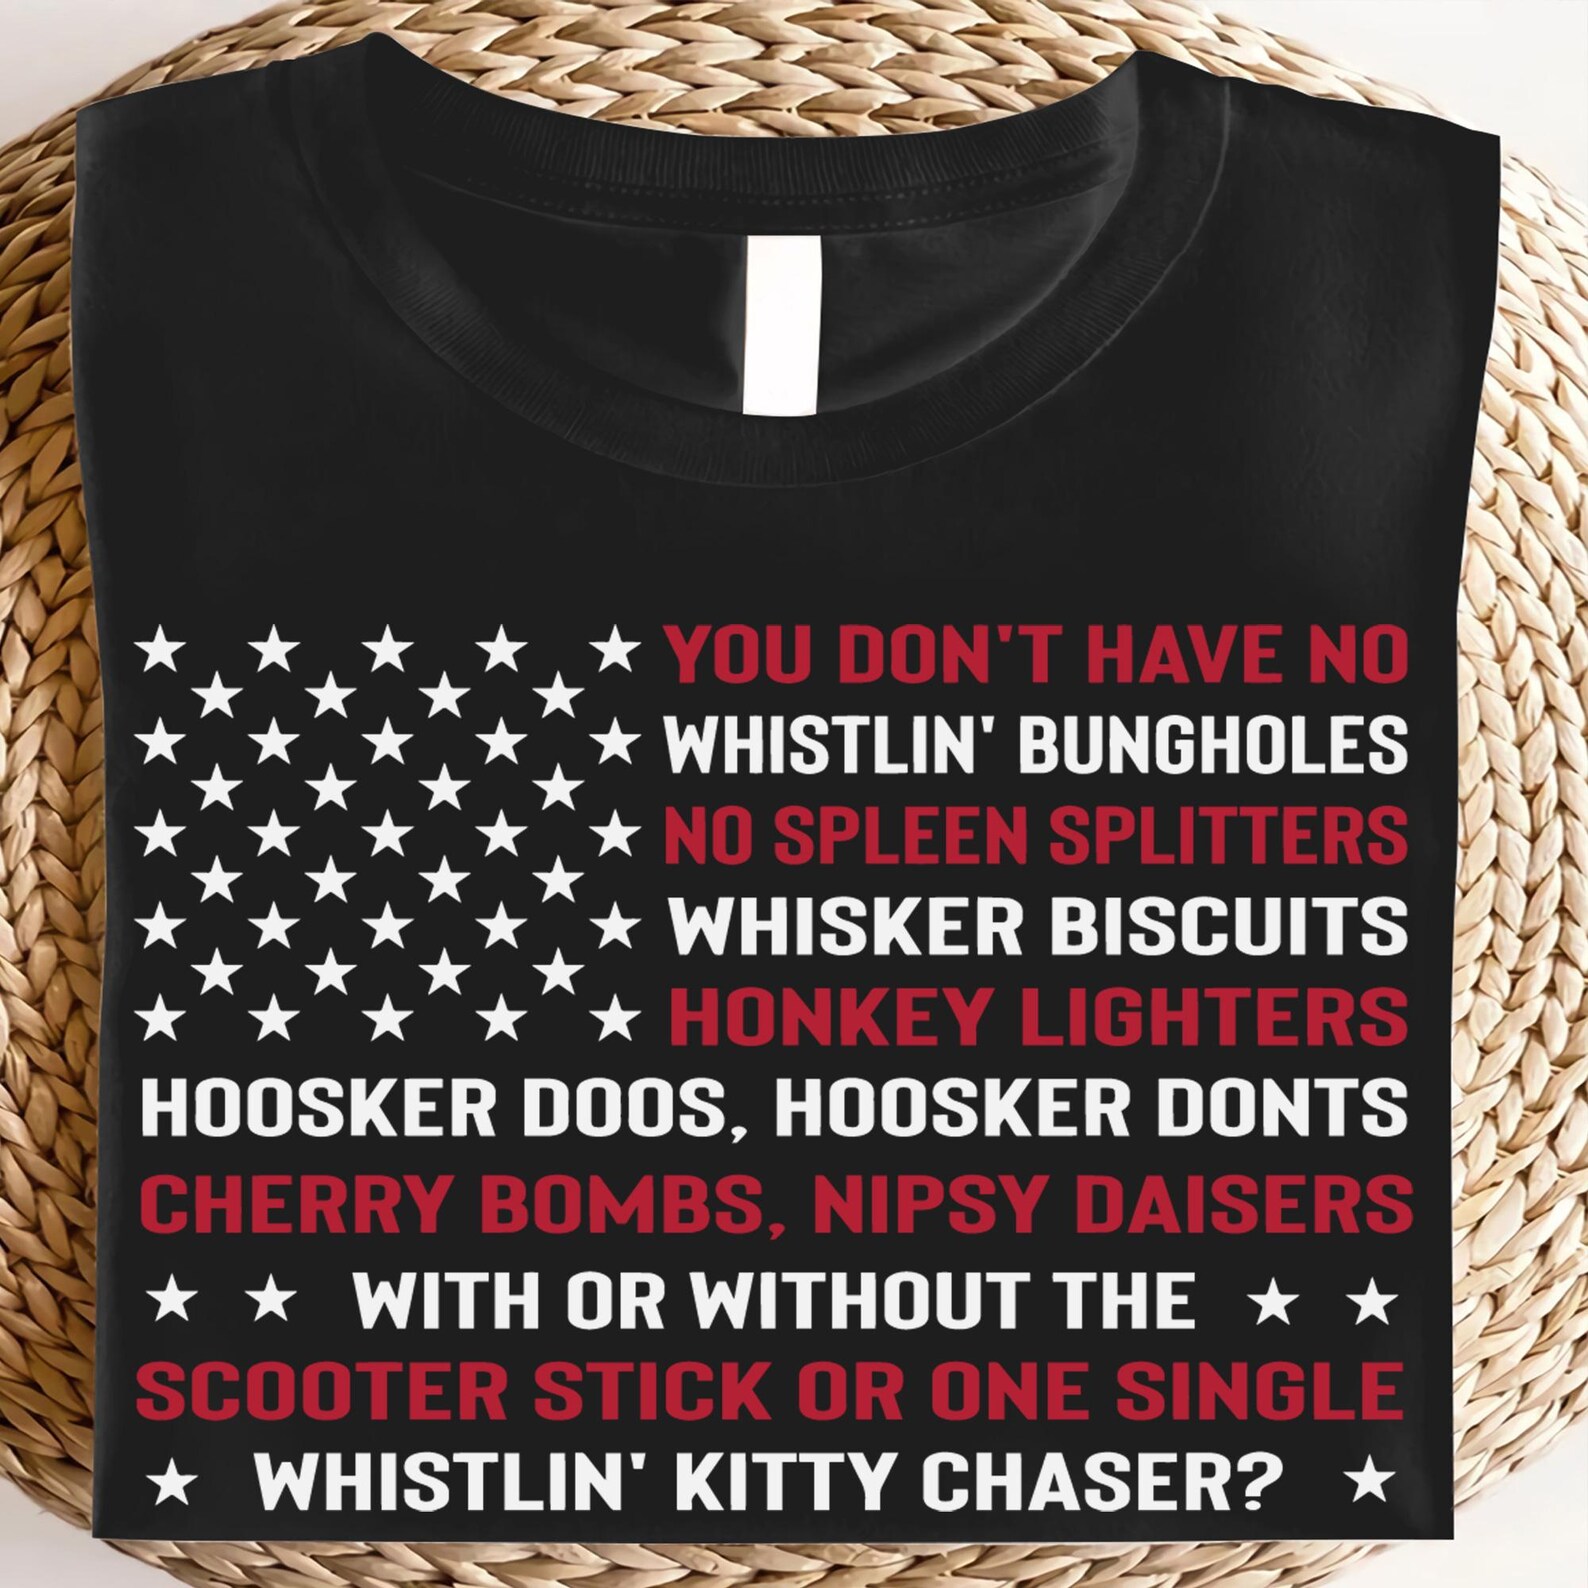 YOU DON'T HAVE NO
WHISTLIN' BUNGHOLES
NO SPLEEN SPLITTERS
WHISKER BISCUITS
HONKEY LIGHTERS
HOOSKER DOOS, HOOSKER DONTS
CHERRY BOMBS, NIPSY DAISERS
WITH OR WITHOUT THE
SCOOTER STICK OR ONE SINGLE
WHISTLIN' KITTY CHASER?